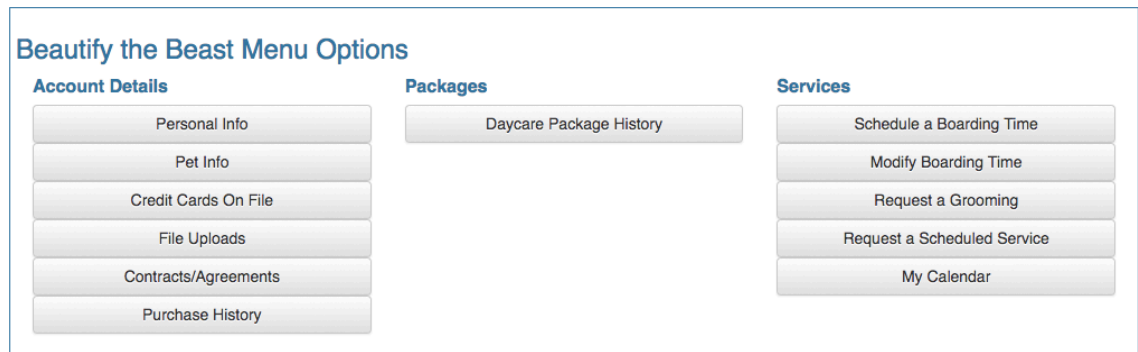 Beautify the Beast Menu Options
Account Details
Personal Info
Pet Info
Credit Cards On File
File Uploads
Contracts/Agreements
Purchase History
Packages
Daycare Package History
Services
Schedule a Boarding Time
Modify Boarding Time
Request a Grooming
Request a Scheduled Service
My Calendar